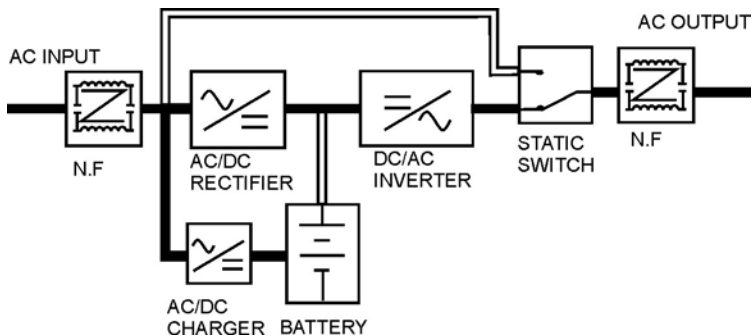 AC INPUT
AC OUTPUT
N.F
AC/DC
RECTIFIER
DC/AC
INVERTER
STATIC
SWITCH
N.F
AC/DC
CHARGER
BATTERY